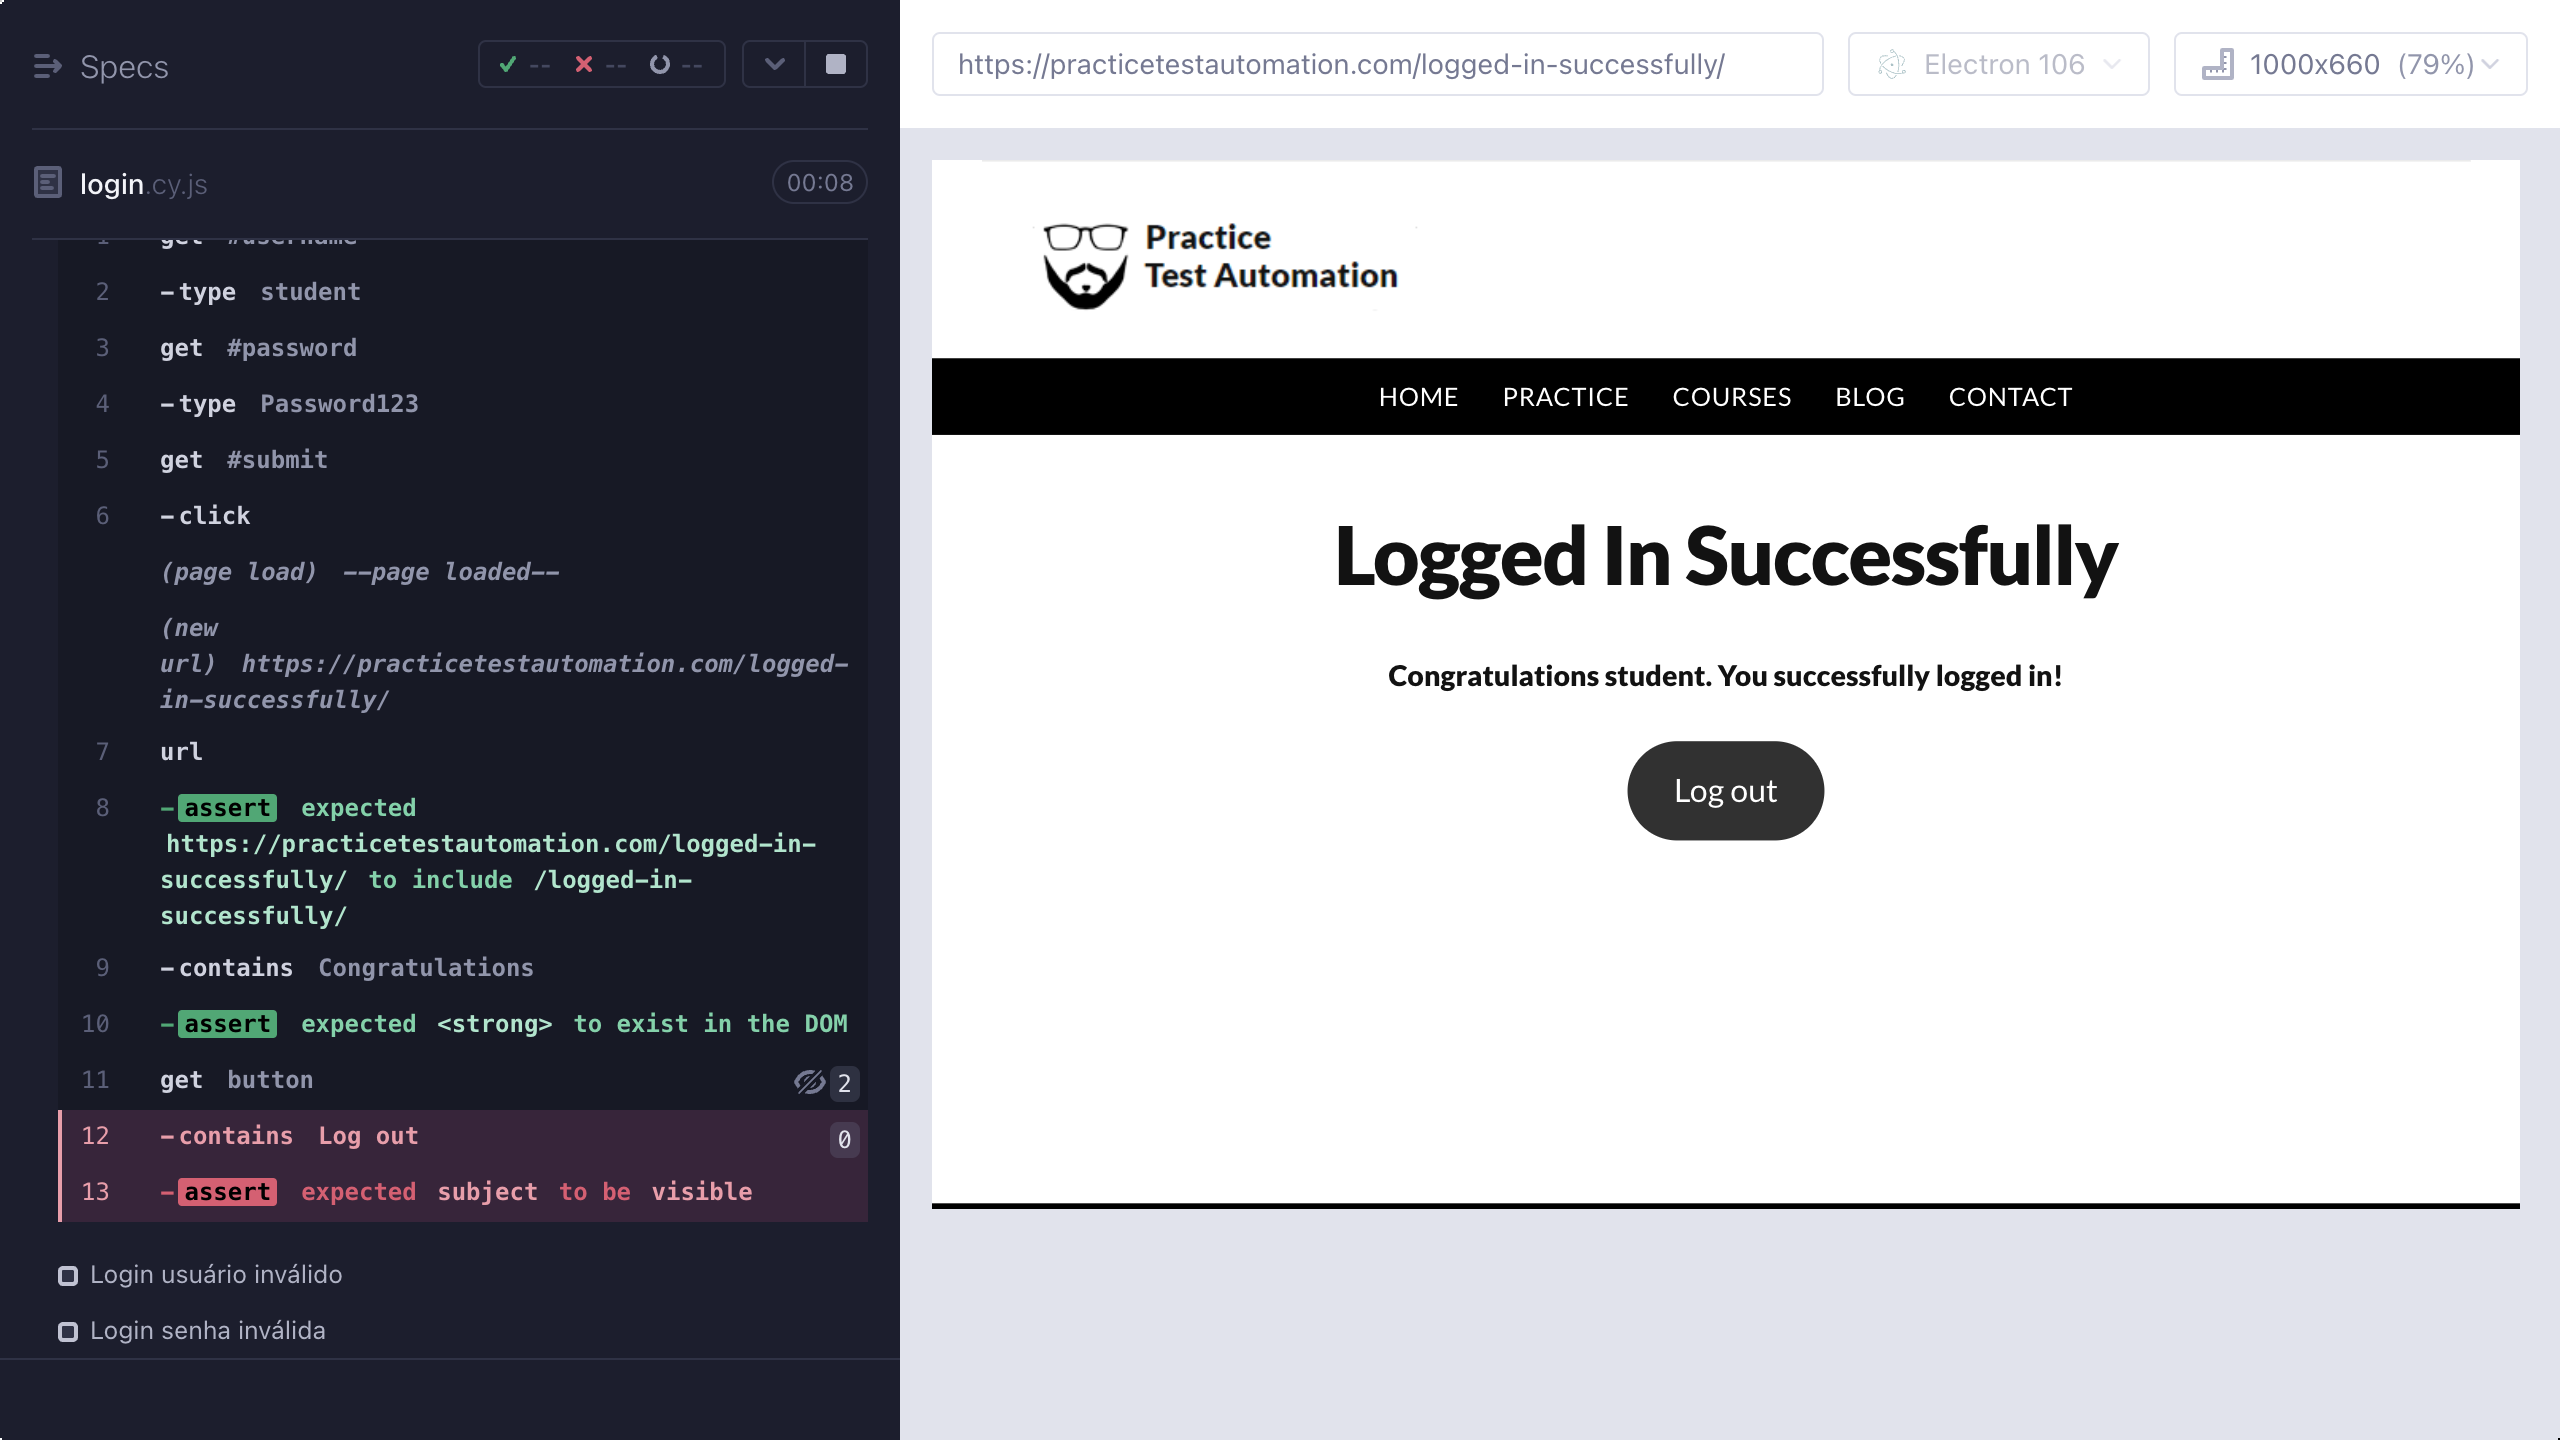 Specs
-- -- --
login.cy.js 00:08
1 get #username
2 -type student
3 get #password
4 -type Password123
5 get #submit
6 -click
(page load) --page loaded--
(new
url) https://practicetestautomation.com/logged-
in-successfully/
7 url
8 -assert expected
https://practicetestautomation.com/logged-in-
successfully/ to include /logged-in-
successfully/
9 -contains Congratulations
10 -assert expected <strong> to exist in the DOM
11 get button 2
12 -contains Log out 0
13 -assert expected subject to be visible
Login usuário inválido
Login senha inválida
https://practicetestautomation.com/logged-in-successfully/
Electron 106
1000x660 (79%)
Practice
Test Automation
HOME PRACTICE COURSES BLOG CONTACT
Logged In Successfully
Congratulations student. You successfully logged in!
Log out